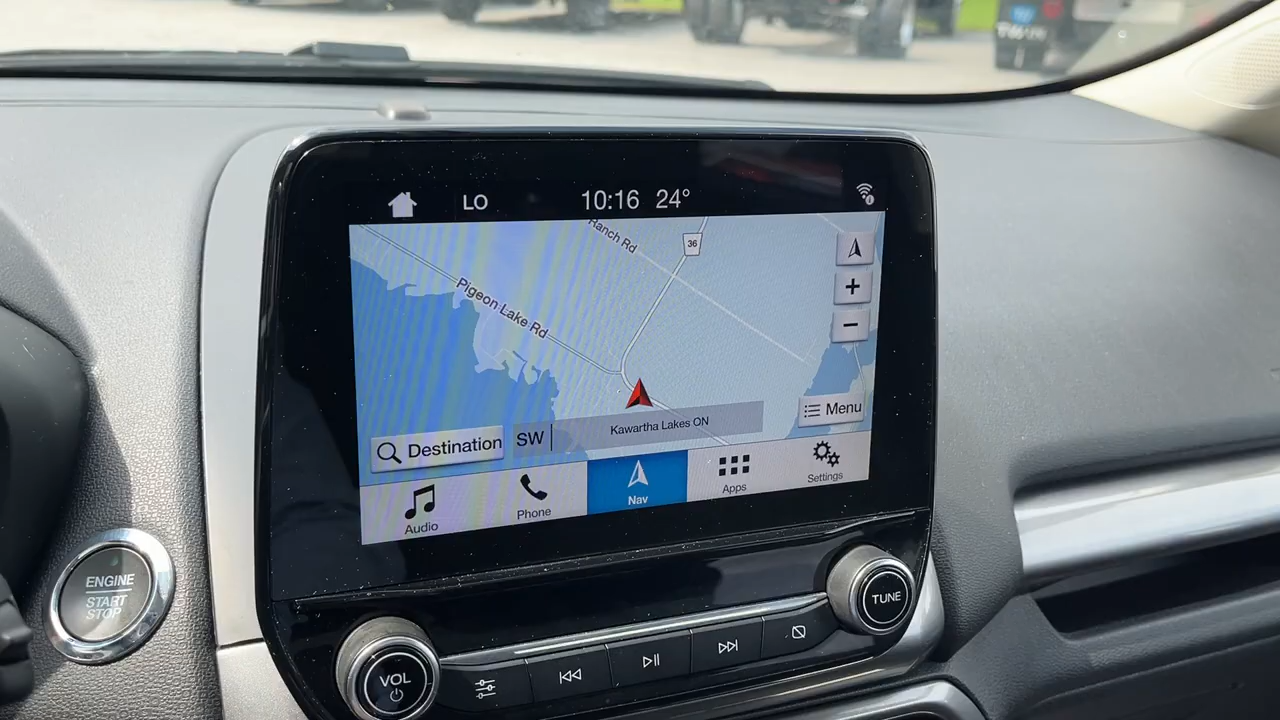 LO 10:16 24°
Ranch Rd
36
Pigeon Lake Rd
+
−
Menu
Kawartha Lakes ON
SW
Destination
Audio
Phone
Nav
Apps
Settings
ENGINE
START
STOP
VOL
TUNE